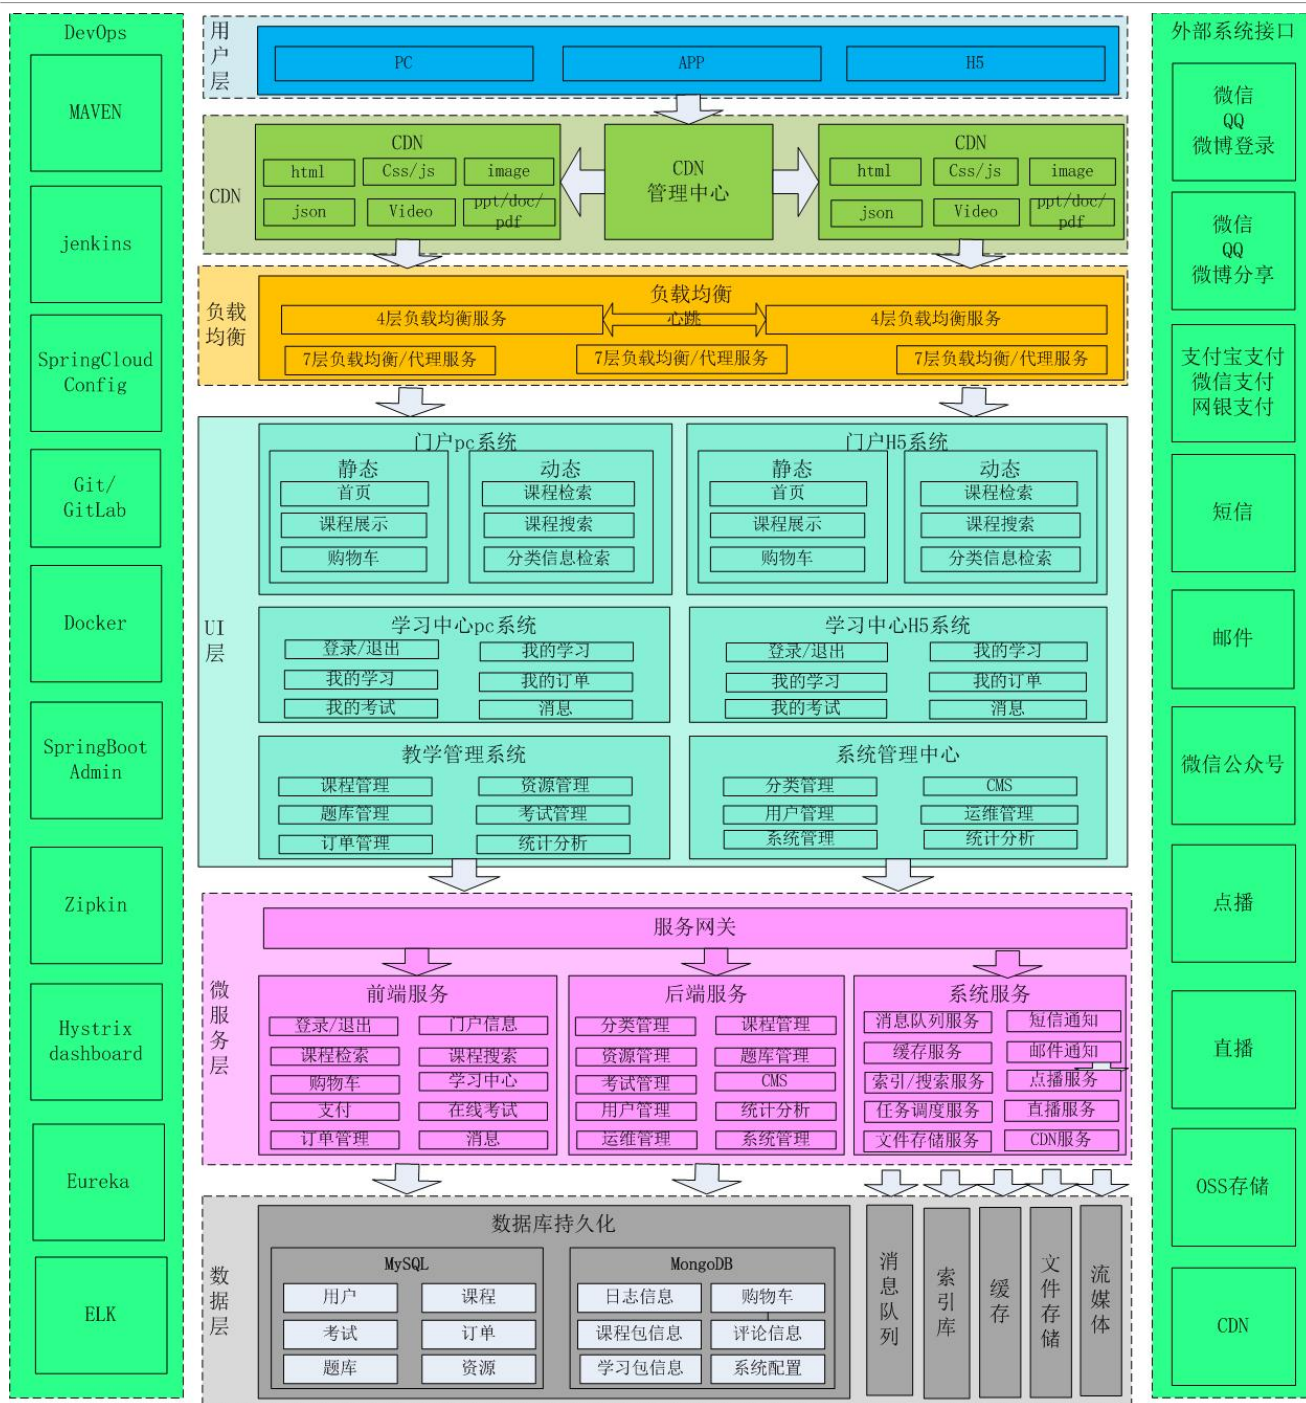 DevOps
MAVEN
jenkins
SpringCloud
Config
Git/
GitLab
Docker
SpringBoot
Admin
Zipkin
Hystrix
dashboard
Eureka
ELK
用
户
层
PC
APP
H5
CDN
CDN
html
Css/js
image
json
Video
ppt/doc/
pdf
CDN
管理中心
CDN
html
Css/js
image
json
Video
ppt/doc/
pdf
负载
均衡
负载均衡
4层负载均衡服务
心跳
4层负载均衡服务
7层负载均衡/代理服务
7层负载均衡/代理服务
7层负载均衡/代理服务
UI
层
门户pc系统
静态
首页
课程展示
购物车
动态
课程检索
课程搜索
分类信息检索
门户H5系统
静态
首页
课程展示
购物车
动态
课程检索
课程搜索
分类信息检索
学习中心pc系统
登录/退出
我的学习
我的学习
我的订单
我的考试
消息
学习中心H5系统
登录/退出
我的学习
我的学习
我的订单
我的考试
消息
教学管理系统
课程管理
资源管理
题库管理
考试管理
订单管理
统计分析
系统管理中心
分类管理
CMS
用户管理
运维管理
系统管理
统计分析
微
服
务
层
服务网关
前端服务
登录/退出
门户信息
课程检索
课程搜索
购物车
学习中心
支付
在线考试
订单管理
消息
后端服务
分类管理
课程管理
资源管理
题库管理
考试管理
CMS
用户管理
统计分析
运维管理
系统管理
系统服务
消息队列服务
短信通知
缓存服务
邮件通知
索引/搜索服务
点播服务
任务调度服务
直播服务
文件存储服务
CDN服务
数
据
层
数据库持久化
MySQL
用户
课程
考试
订单
题库
资源
MongoDB
日志信息
购物车
课程包信息
评论信息
学习包信息
系统配置
消
息
队
列
索
引
库
缓
存
文
件
存
储
流
媒
体
外部系统接口
微信
QQ
微博登录
微信
QQ
微博分享
支付宝支付
微信支付
网银支付
短信
邮件
微信公众号
点播
直播
OSS存储
CDN